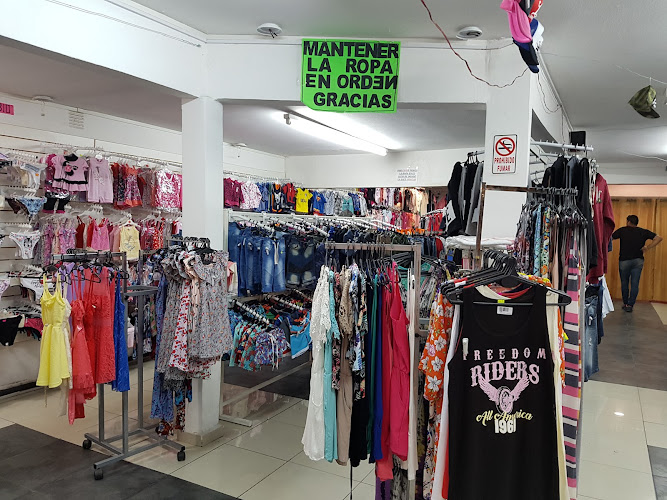 MANTENER
LA ROPA
EN ORDEN
GRACIAS
PROHIBIDO
FUMAR
FREEDOM
RIDERS
All America
1961